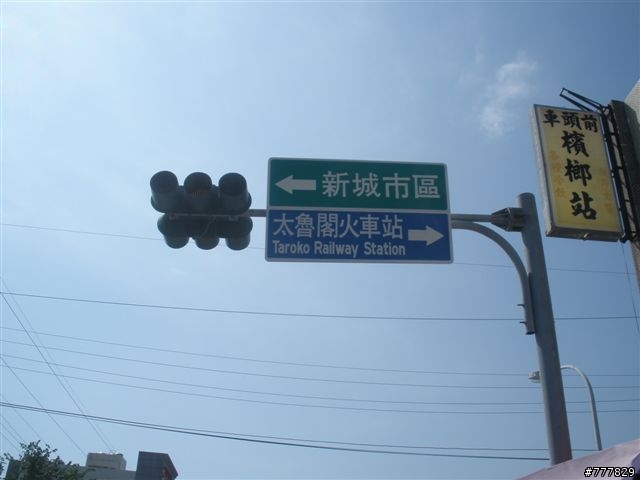 新城市區
太魯閣火車站
Taroko Railway Station
車頭前
檳榔站
#777829